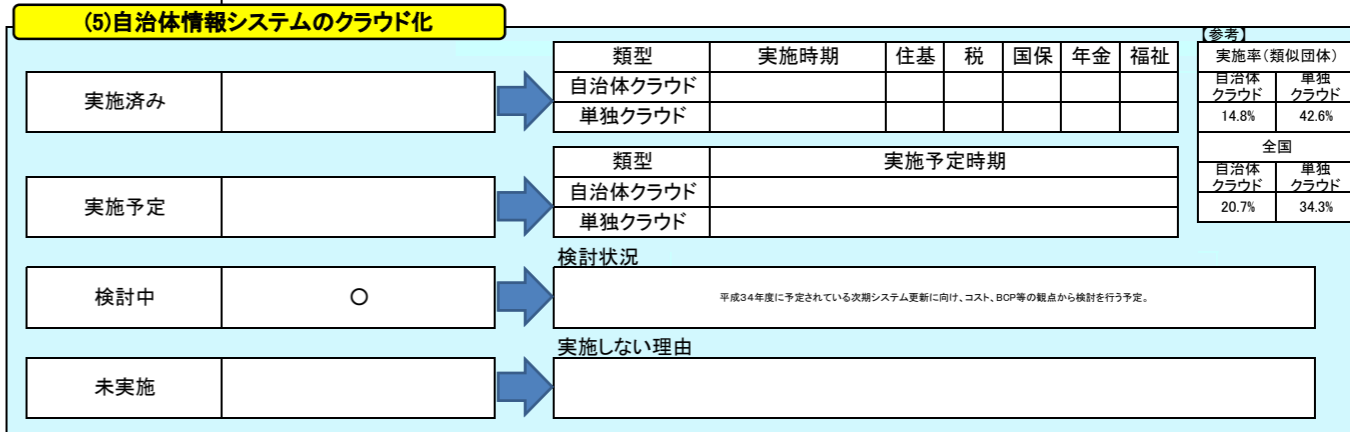 (5)自治体情報システムのクラウド化
実施済み
類型 実施時期 住基 税 国保 年金 福祉
自治体クラウド
単独クラウド
【参考】
実施率(類似団体)
自治体クラウド 単独クラウド
14.8% 42.6%
全国
自治体クラウド 単独クラウド
20.7% 34.3%
実施予定
類型 実施予定時期
自治体クラウド
単独クラウド
検討中 ○
検討状況
平成34年度に予定されている次期システム更新に向け、コスト、BCP等の観点から検討を行う予定。
未実施
実施しない理由